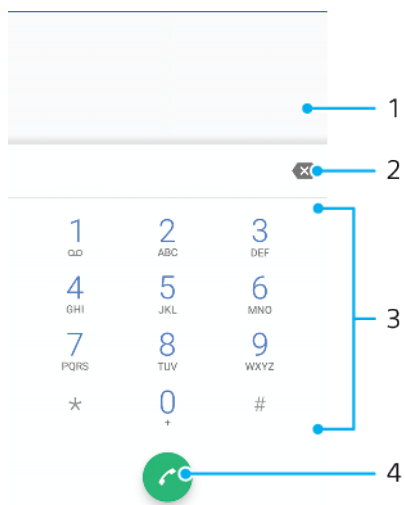 1
2
1 2 3
ABC DEF
4 5 6
GHI JKL MNO
3
7 8 9
PQRS TUV WXYZ
* 0 #
+
4